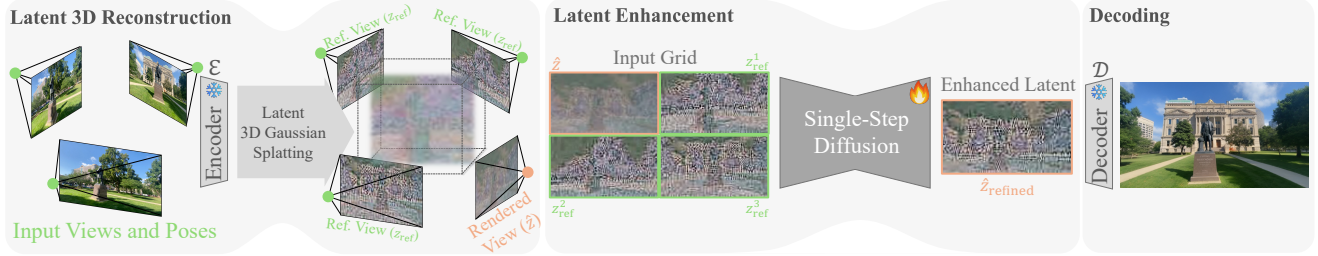 Latent 3D Reconstruction
Input Views and Poses
ℰ
Encoder
Latent
3D Gaussian
Splatting
Ref. View (z_ref)
Ref. View (z_ref)
Ref. View (z_ref)
Rendered
View (ẑ)
Latent Enhancement
Input Grid
ẑ
z¹_ref
z²_ref
z³_ref
Single-Step
Diffusion
Enhanced Latent
ẑ_refined
Decoding
𝒟
Decoder